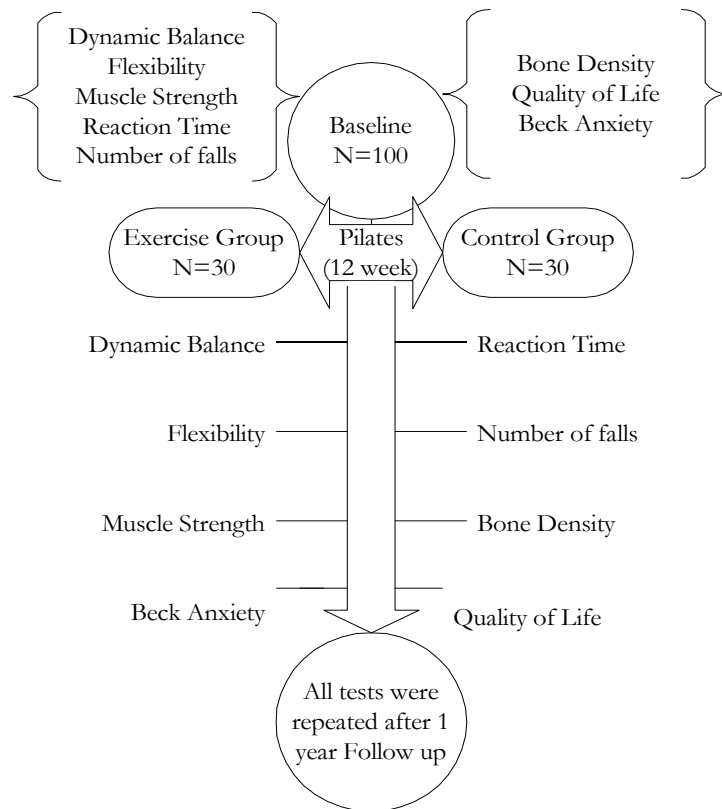 Dynamic Balance
Flexibility
Muscle Strength
Reaction Time
Number of falls
Baseline
N=100
Bone Density
Quality of Life
Beck Anxiety
Exercise Group
N=30
Pilates
(12 week)
Control Group
N=30
Dynamic Balance
Reaction Time
Flexibility
Number of falls
Muscle Strength
Bone Density
Beck Anxiety
Quality of Life
All tests were
repeated after 1
year Follow up